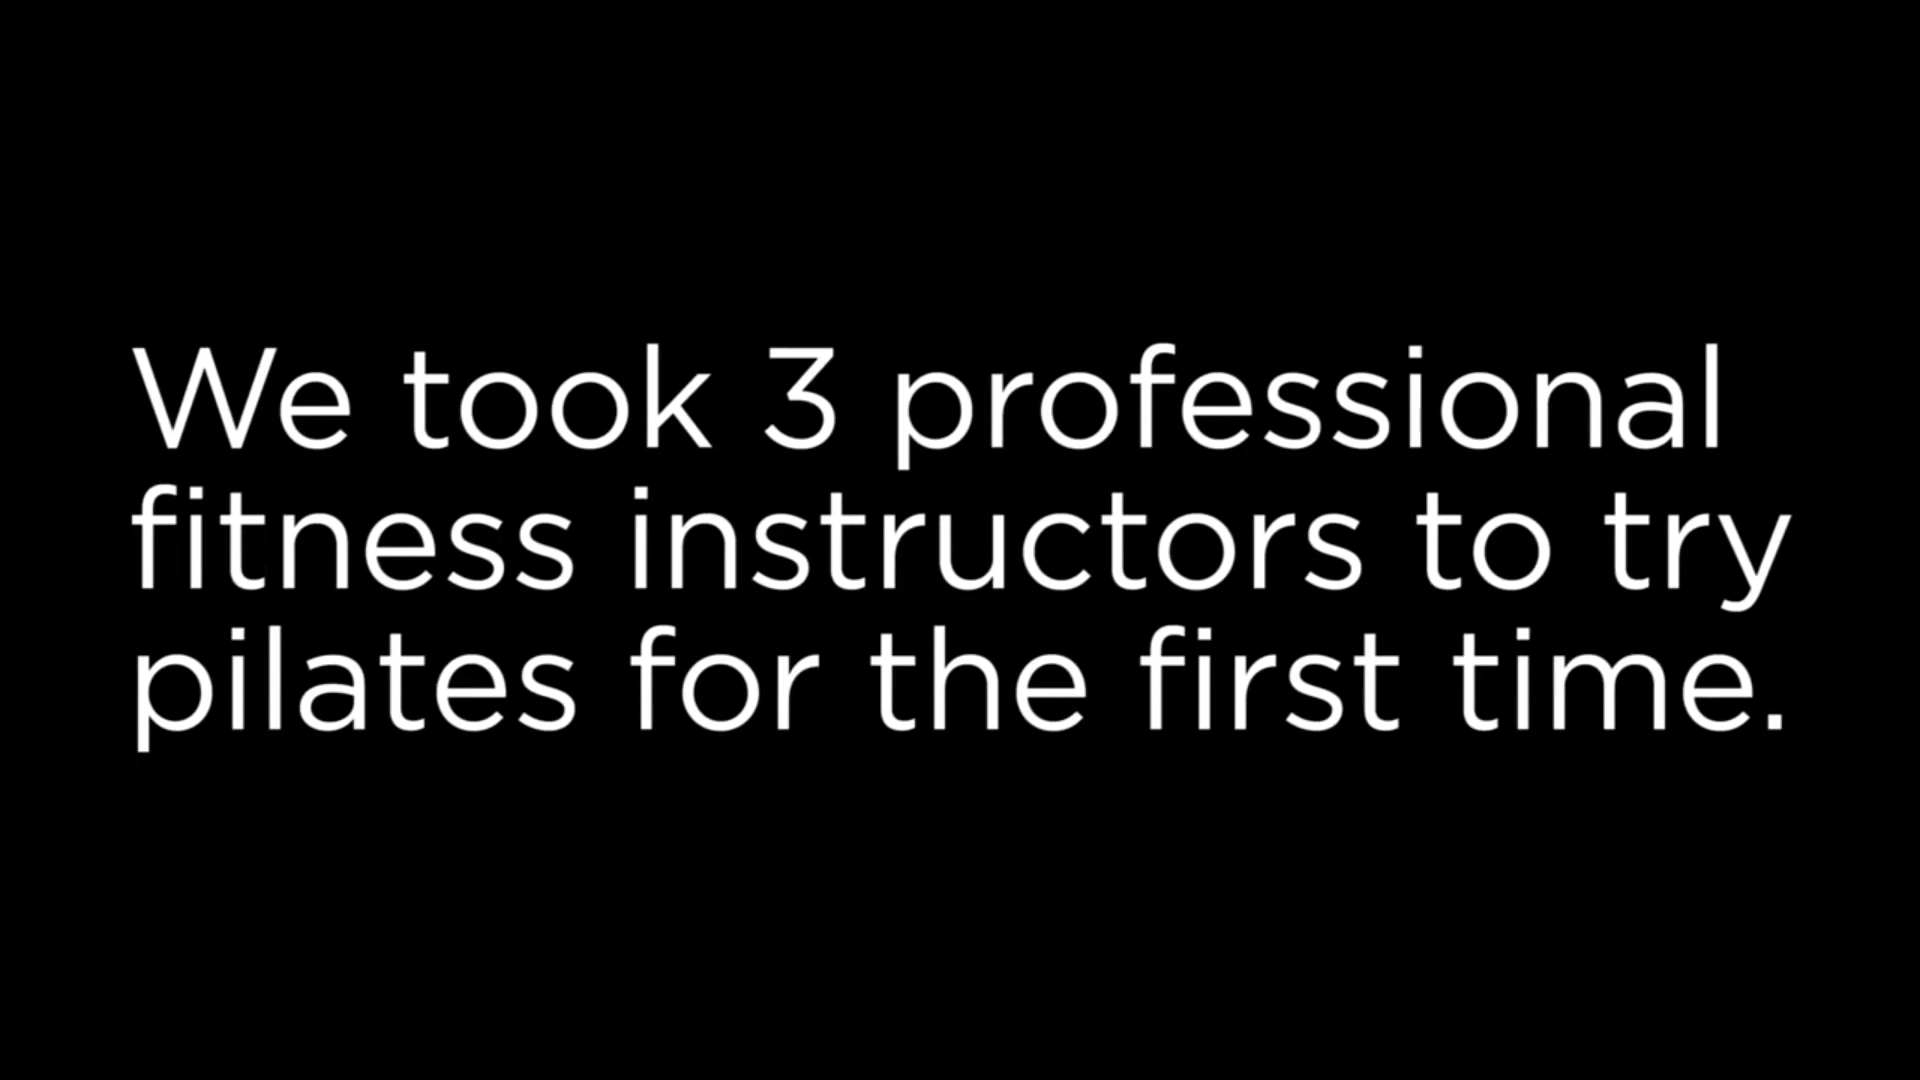 We took 3 professional
fitness instructors to try
pilates for the first time.